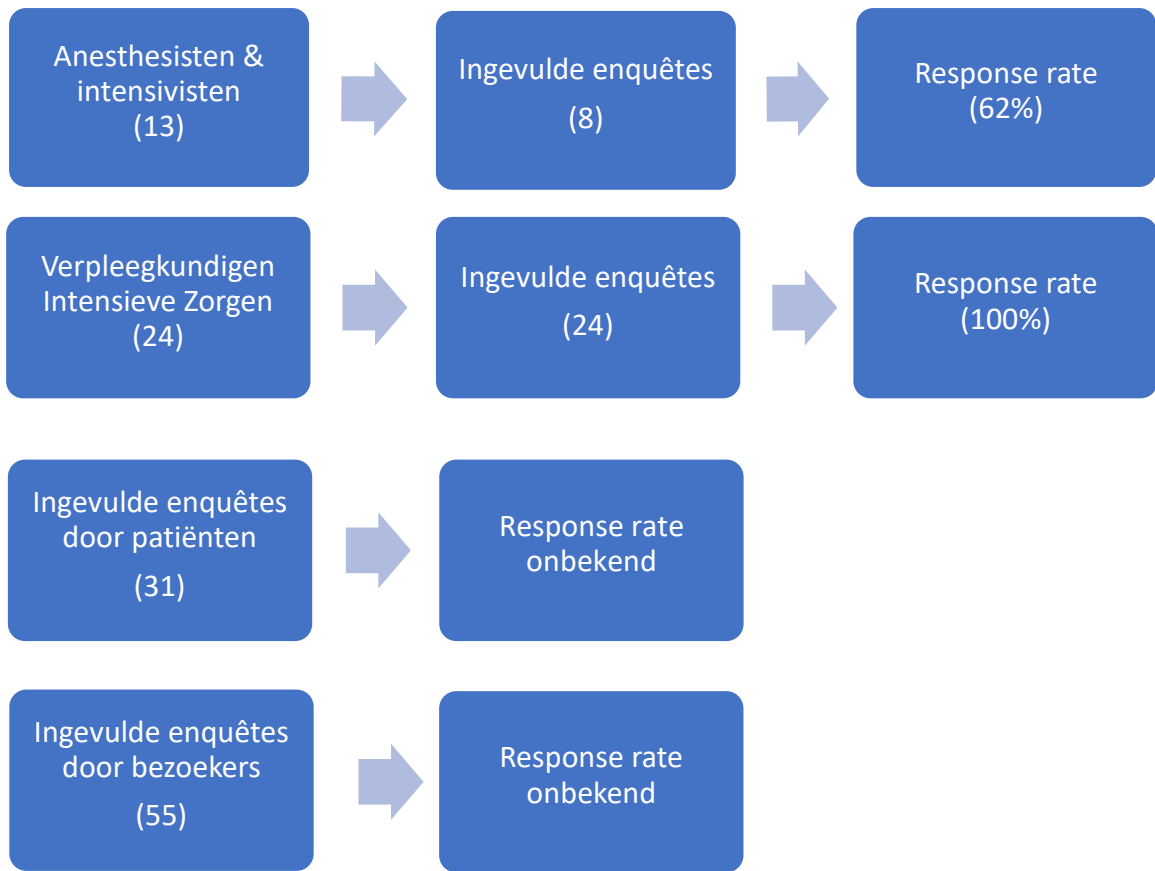 Anesthesisten &
intensivisten
(13)
Ingevulde enquêtes
(8)
Response rate
(62%)
Verpleegkundigen
Intensieve Zorgen
(24)
Ingevulde enquêtes
(24)
Response rate
(100%)
Ingevulde enquêtes
door patiënten
(31)
Response rate
onbekend
Ingevulde enquêtes
door bezoekers
(55)
Response rate
onbekend